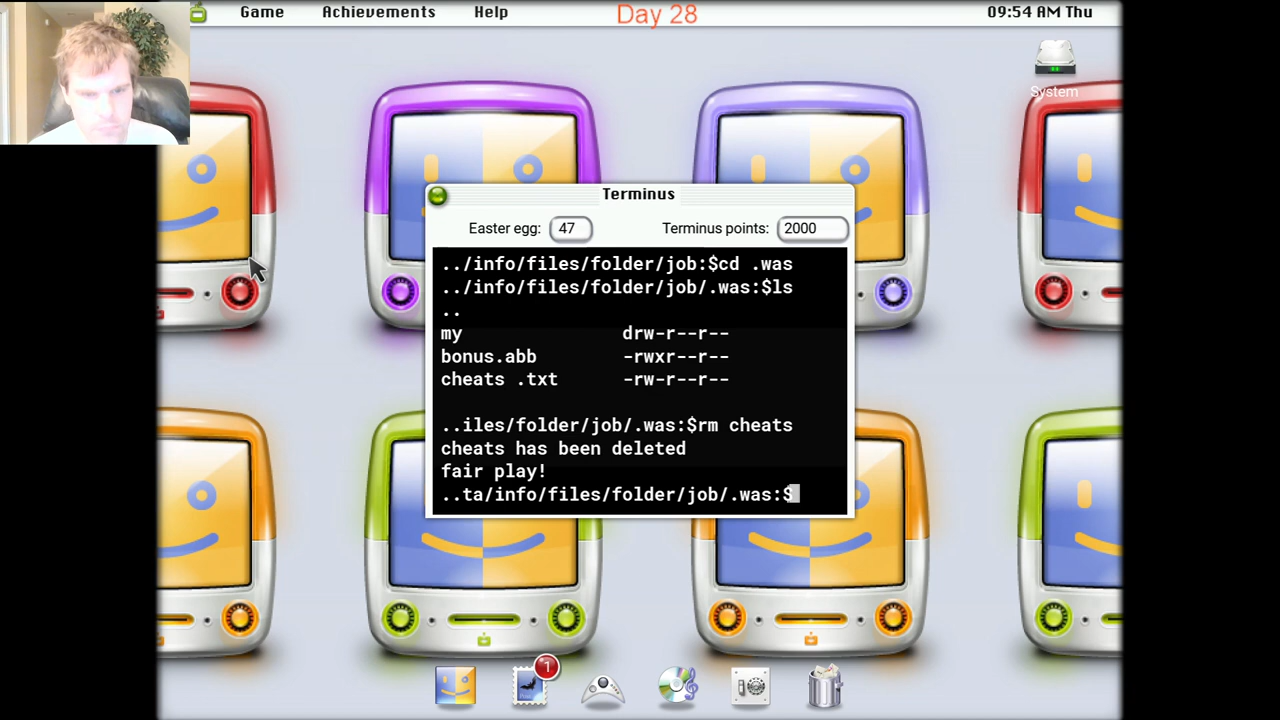 Game Achievements Help Day 28 09:54 AM Thu
System
Terminus
Easter egg: 47 Terminus points: 2000
../info/files/folder/job:$cd .was
../info/files/folder/job/.was:$ls
..
my drw-r--r--
bonus.abb -rwxr--r--
cheats .txt -rw-r--r--
..iles/folder/job/.was:$rm cheats
cheats has been deleted
fair play!
..ta/info/files/folder/job/.was:$
1